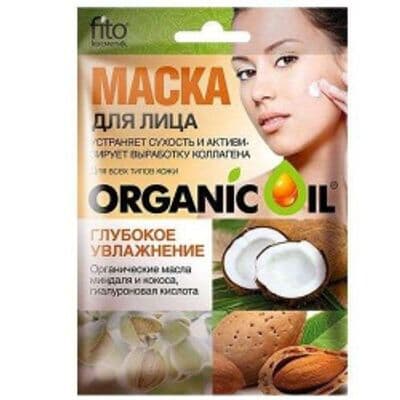 fito
косметик
МАСКА
ДЛЯ ЛИЦА
УСТРАНЯЕТ СУХОСТЬ И АКТИВИ-
ЗИРУЕТ ВЫРАБОТКУ КОЛЛАГЕНА
Для всех типов кожи
ORGANIC OIL®
ГЛУБОКОЕ
УВЛАЖНЕНИЕ
Органические масла
миндаля и кокоса,
гиалуроновая кислота